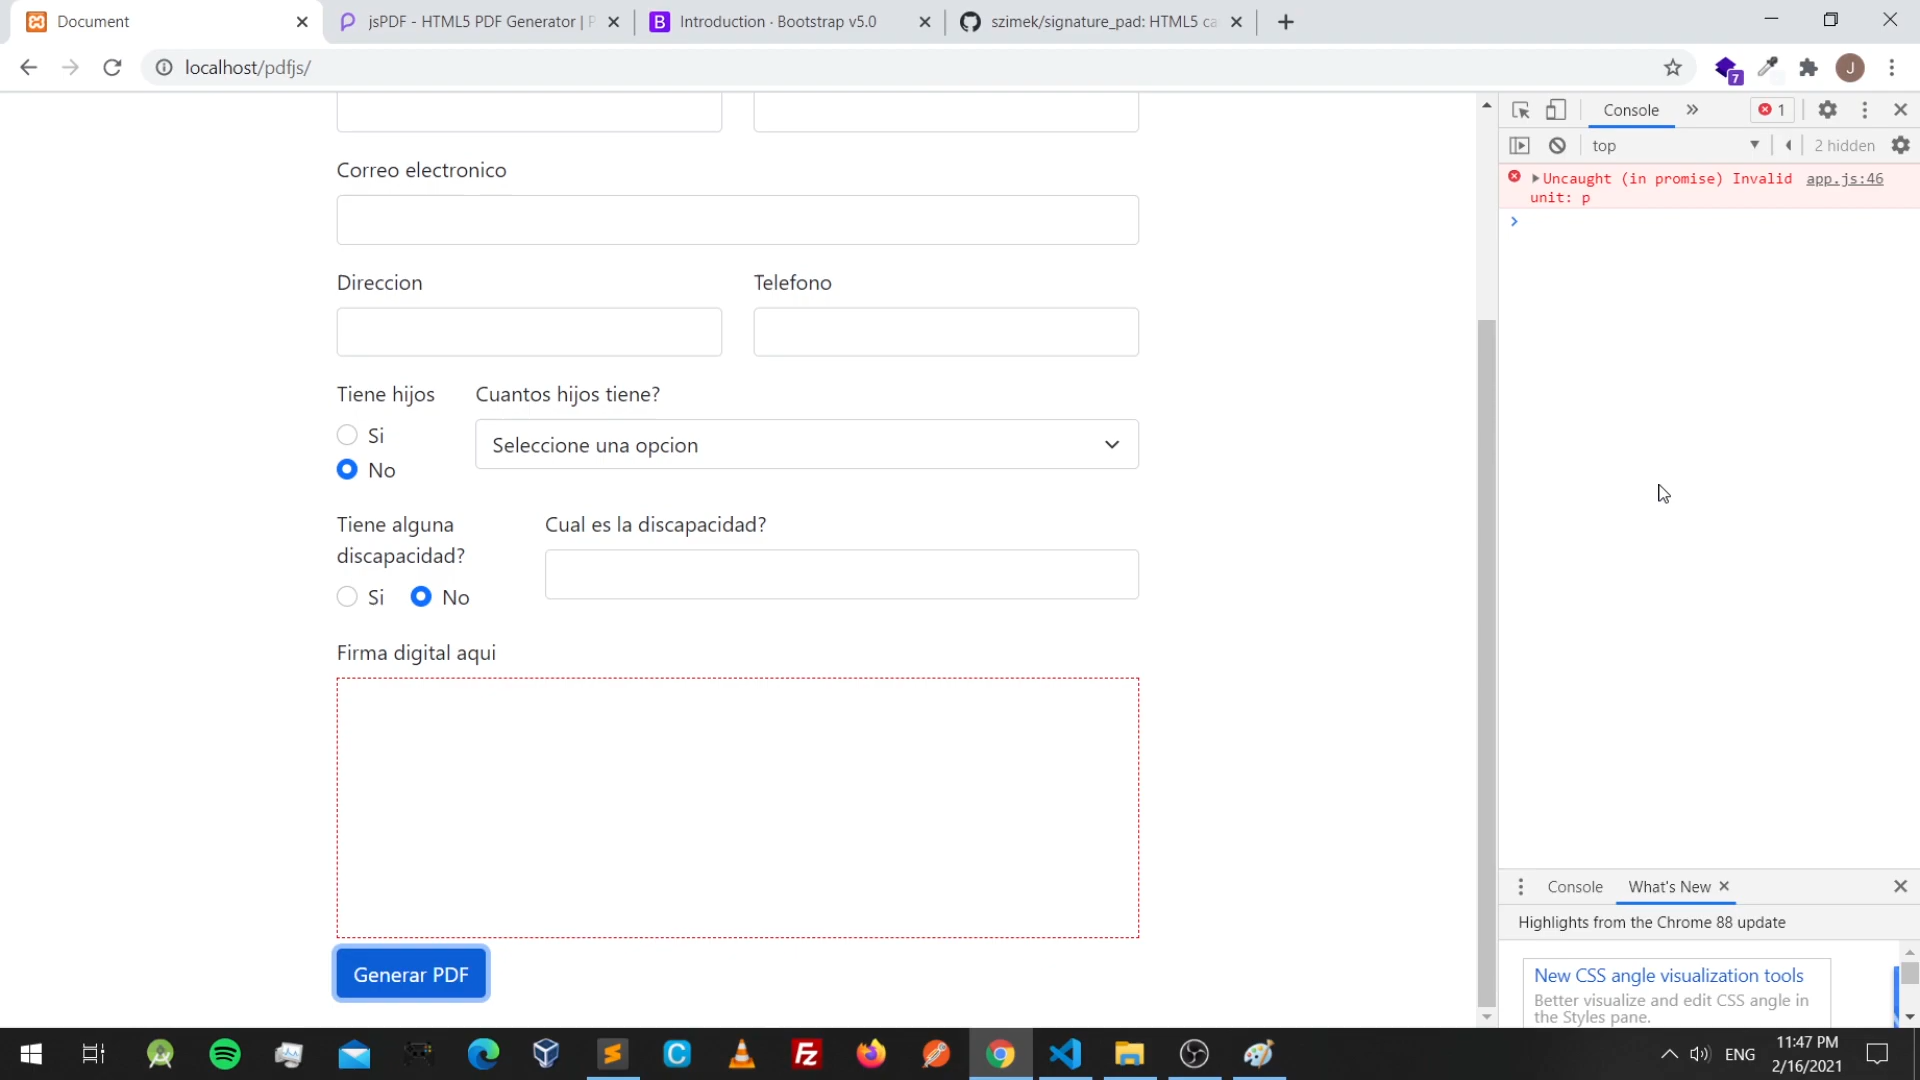 Document
jsPDF - HTML5 PDF Generator | P
Introduction · Bootstrap v5.0
szimek/signature_pad: HTML5 ca
localhost/pdfjs/
7
J
Correo electronico
Direccion
Telefono
Tiene hijos
Cuantos hijos tiene?
Si
Seleccione una opcion
No
Tiene alguna
discapacidad?
Cual es la discapacidad?
Si
No
Firma digital aqui
Generar PDF
Console
1
top
2 hidden
Uncaught (in promise) Invalid app.js:46
unit: p
Console
What's New
Highlights from the Chrome 88 update
New CSS angle visualization tools
Better visualize and edit CSS angle in
the Styles pane.
ENG
11:47 PM
2/16/2021